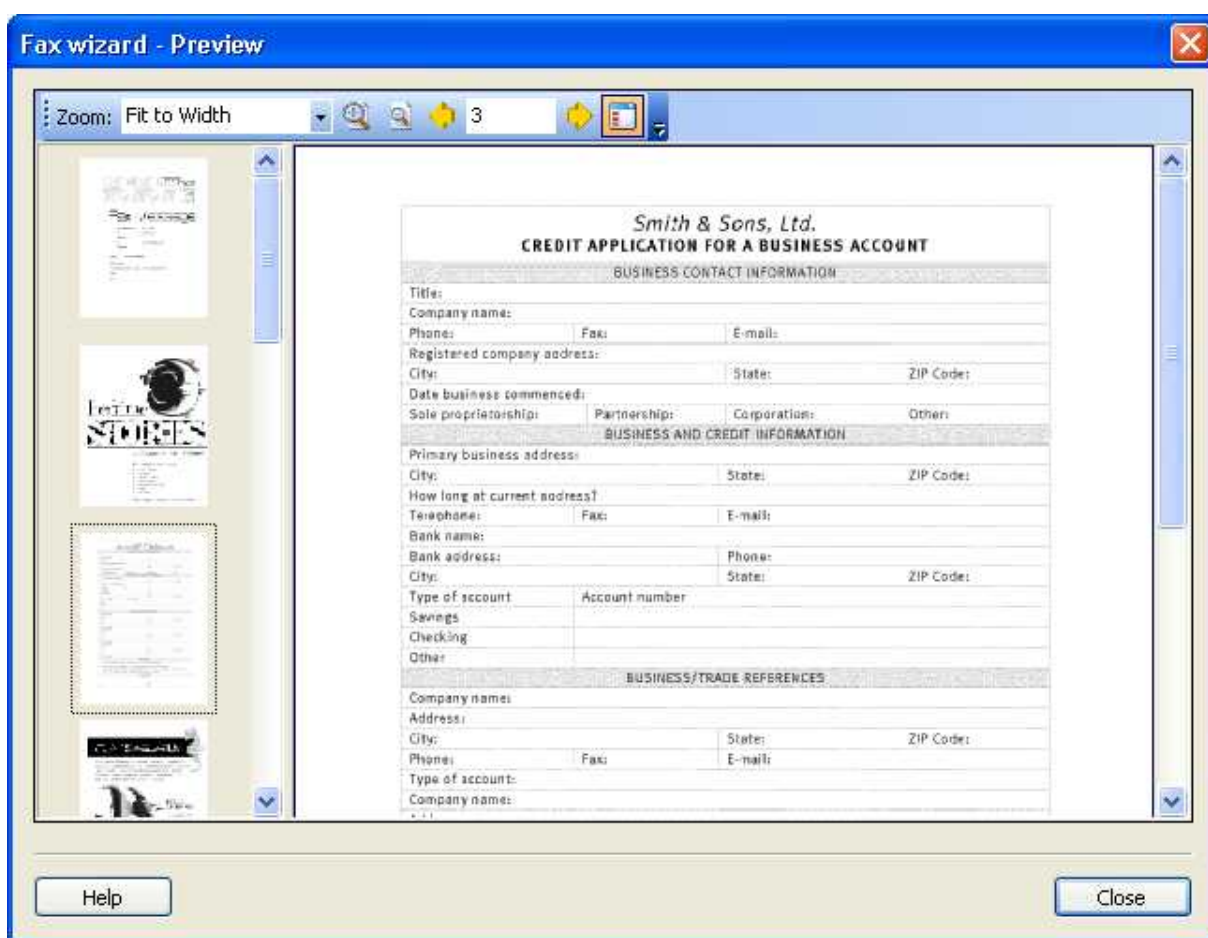 Fax wizard - Preview
Zoom: Fit to Width 3
Fax Message
STORIES
Smith & Sons, Ltd.
CREDIT APPLICATION FOR A BUSINESS ACCOUNT
BUSINESS CONTACT INFORMATION
Title:
Company name:
Phone: Fax: E-mail:
Registered company address:
City: State: ZIP Code:
Date business commenced:
Sole proprietorship: Partnership: Corporation: Other:
BUSINESS AND CREDIT INFORMATION
Primary business address:
City: State: ZIP Code:
How long at current address?
Telephone: Fax: E-mail:
Bank name:
Bank address: Phone:
City: State: ZIP Code:
Type of account Account number
Savings
Checking
Other
BUSINESS/TRADE REFERENCES
Company name:
Address:
City: State: ZIP Code:
Phone: Fax: E-mail:
Type of account:
Company name:
Help Close